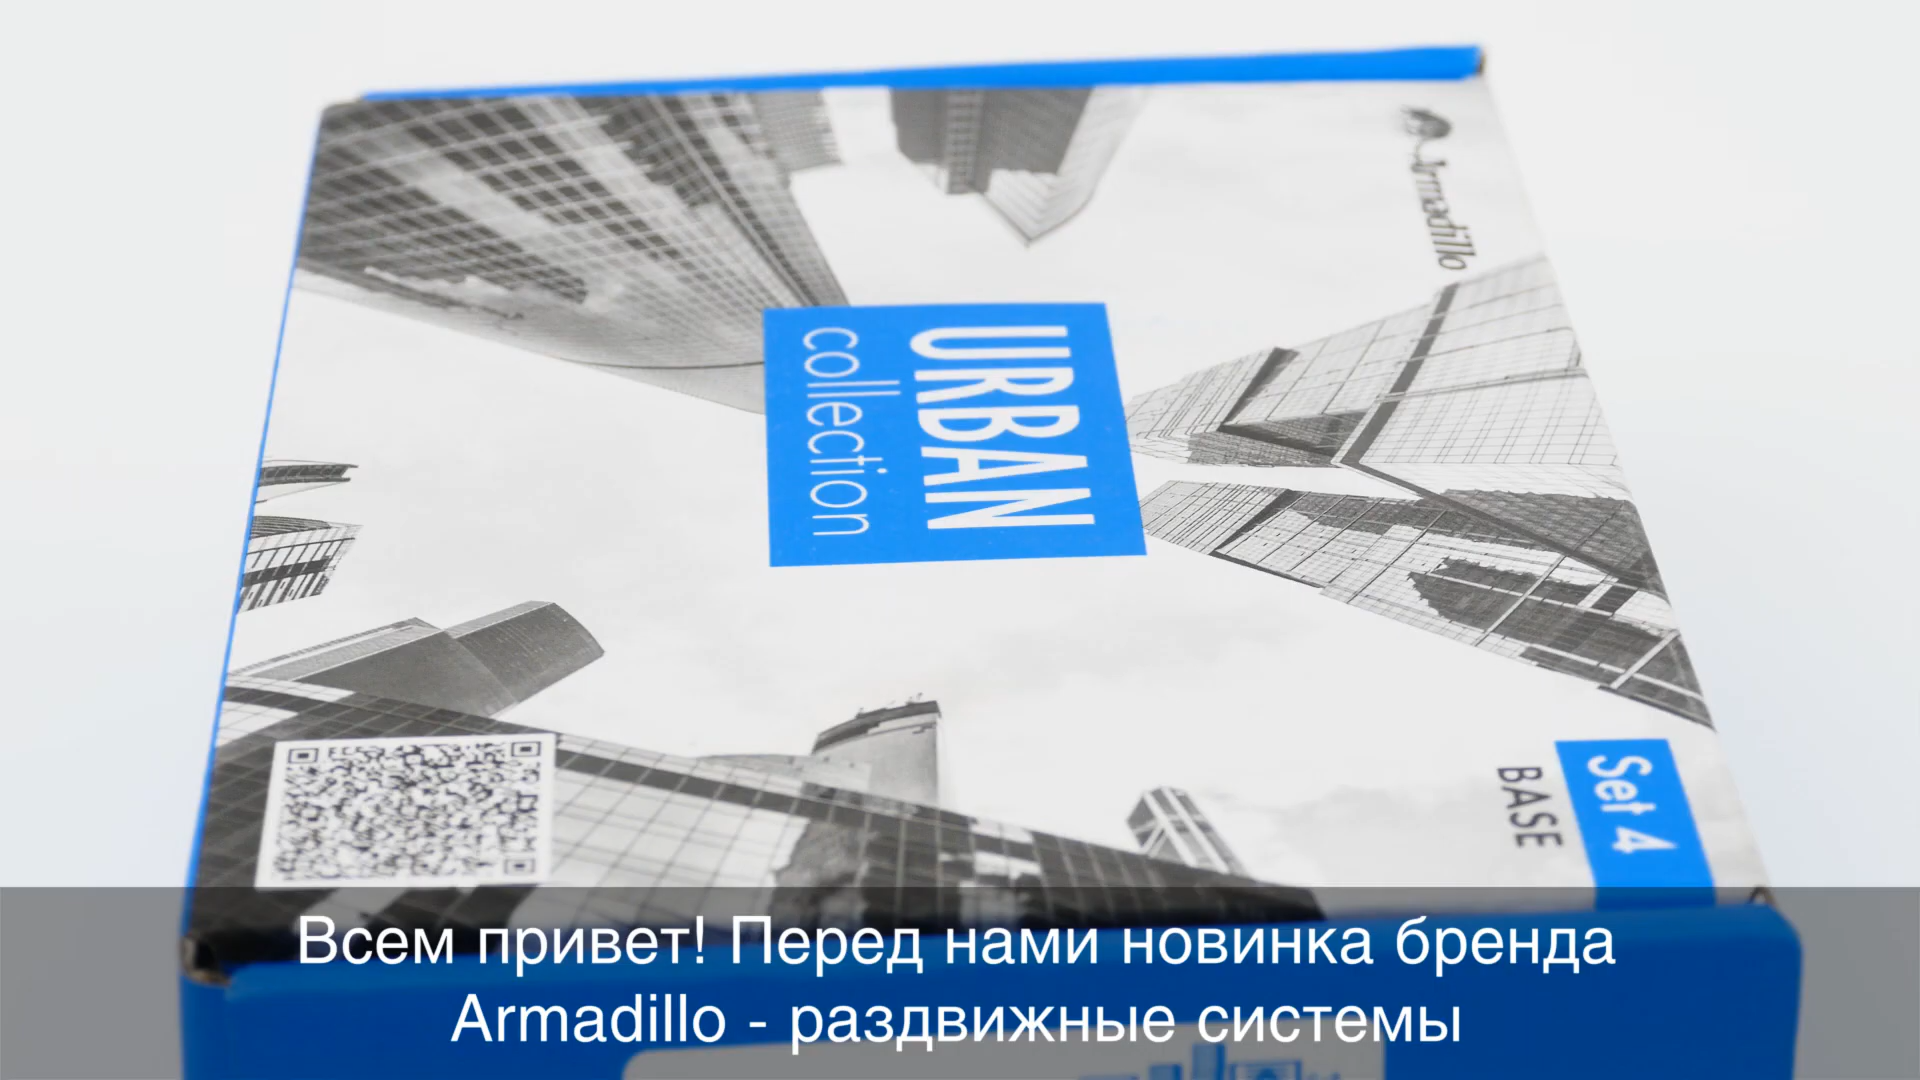 Armadillo
URBAN
collection
Set 4
BASE
Всем привет! Перед нами новинка бренда
Armadillo - раздвижные системы